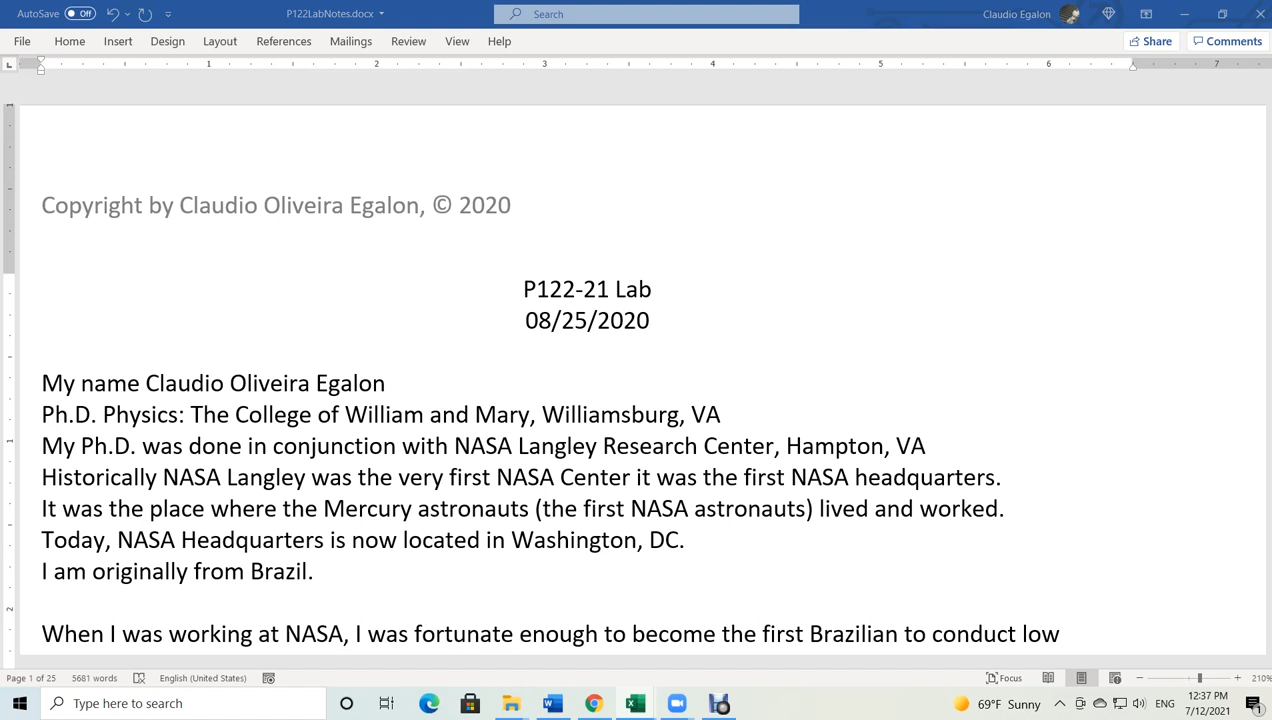 AutoSave Off P122LabNotes.docx Search Claudio Egalon
File Home Insert Design Layout References Mailings Review View Help Share Comments
1 2 3 4 5 6 7
Copyright by Claudio Oliveira Egalon, © 2020
P122-21 Lab
08/25/2020
My name Claudio Oliveira Egalon
Ph.D. Physics: The College of William and Mary, Williamsburg, VA
My Ph.D. was done in conjunction with NASA Langley Research Center, Hampton, VA
Historically NASA Langley was the very first NASA Center it was the first NASA headquarters.
It was the place where the Mercury astronauts (the first NASA astronauts) lived and worked.
Today, NASA Headquarters is now located in Washington, DC.
I am originally from Brazil.
When I was working at NASA, I was fortunate enough to become the first Brazilian to conduct low
Page 1 of 25 5681 words English (United States) Focus 210%
Type here to search 69°F Sunny ENG 12:37 PM
7/12/2021